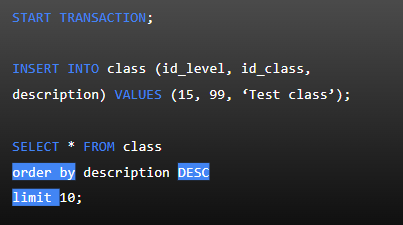 START TRANSACTION;
INSERT INTO class (id_level, id_class,
description) VALUES (15, 99, ‘Test class’);
SELECT * FROM class
order by description DESC
limit 10;